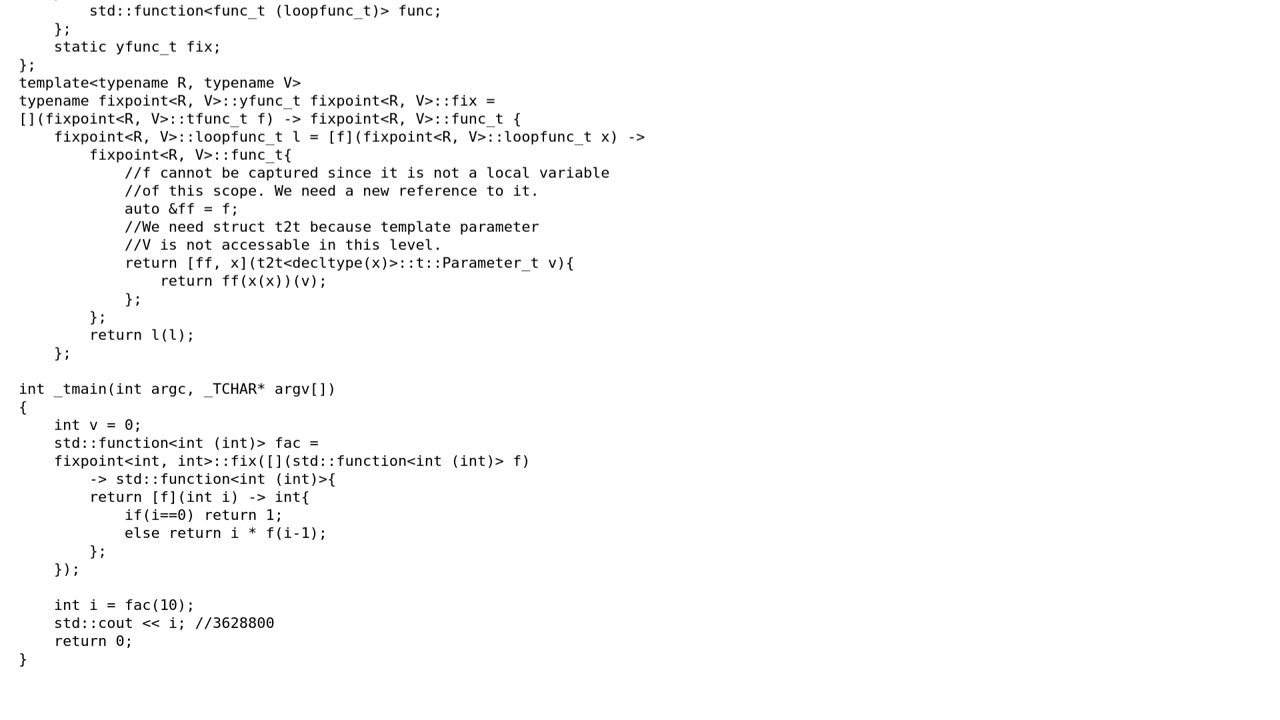 std::function<func_t (loopfunc_t)> func;
    };
    static yfunc_t fix;
};
template<typename R, typename V>
typename fixpoint<R, V>::yfunc_t fixpoint<R, V>::fix =
[](fixpoint<R, V>::tfunc_t f) -> fixpoint<R, V>::func_t {
    fixpoint<R, V>::loopfunc_t l = [f](fixpoint<R, V>::loopfunc_t x) ->
        fixpoint<R, V>::func_t{
            //f cannot be captured since it is not a local variable
            //of this scope. We need a new reference to it.
            auto &ff = f;
            //We need struct t2t because template parameter
            //V is not accessable in this level.
            return [ff, x](t2t<decltype(x)>::t::Parameter_t v){
                return ff(x(x))(v);
            };
        };
        return l(l);
    };

int _tmain(int argc, _TCHAR* argv[])
{
    int v = 0;
    std::function<int (int)> fac =
    fixpoint<int, int>::fix([](std::function<int (int)> f)
        -> std::function<int (int)>{
        return [f](int i) -> int{
            if(i==0) return 1;
            else return i * f(i-1);
        };
    });

    int i = fac(10);
    std::cout << i; //3628800
    return 0;
}